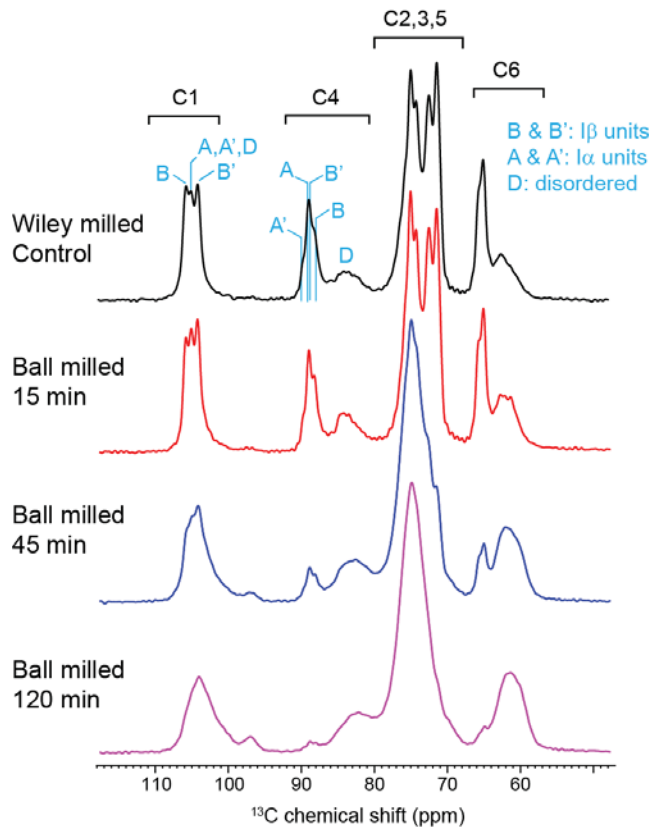 C2,3,5
C1
C4
C6
A,A’,D
B
B’
A
B’
A’
B
D
B & B’: Iβ units
A & A’: Iα units
D: disordered
Wiley milled
Control
Ball milled
15 min
Ball milled
45 min
Ball milled
120 min
110 100 90 80 70 60
¹³C chemical shift (ppm)